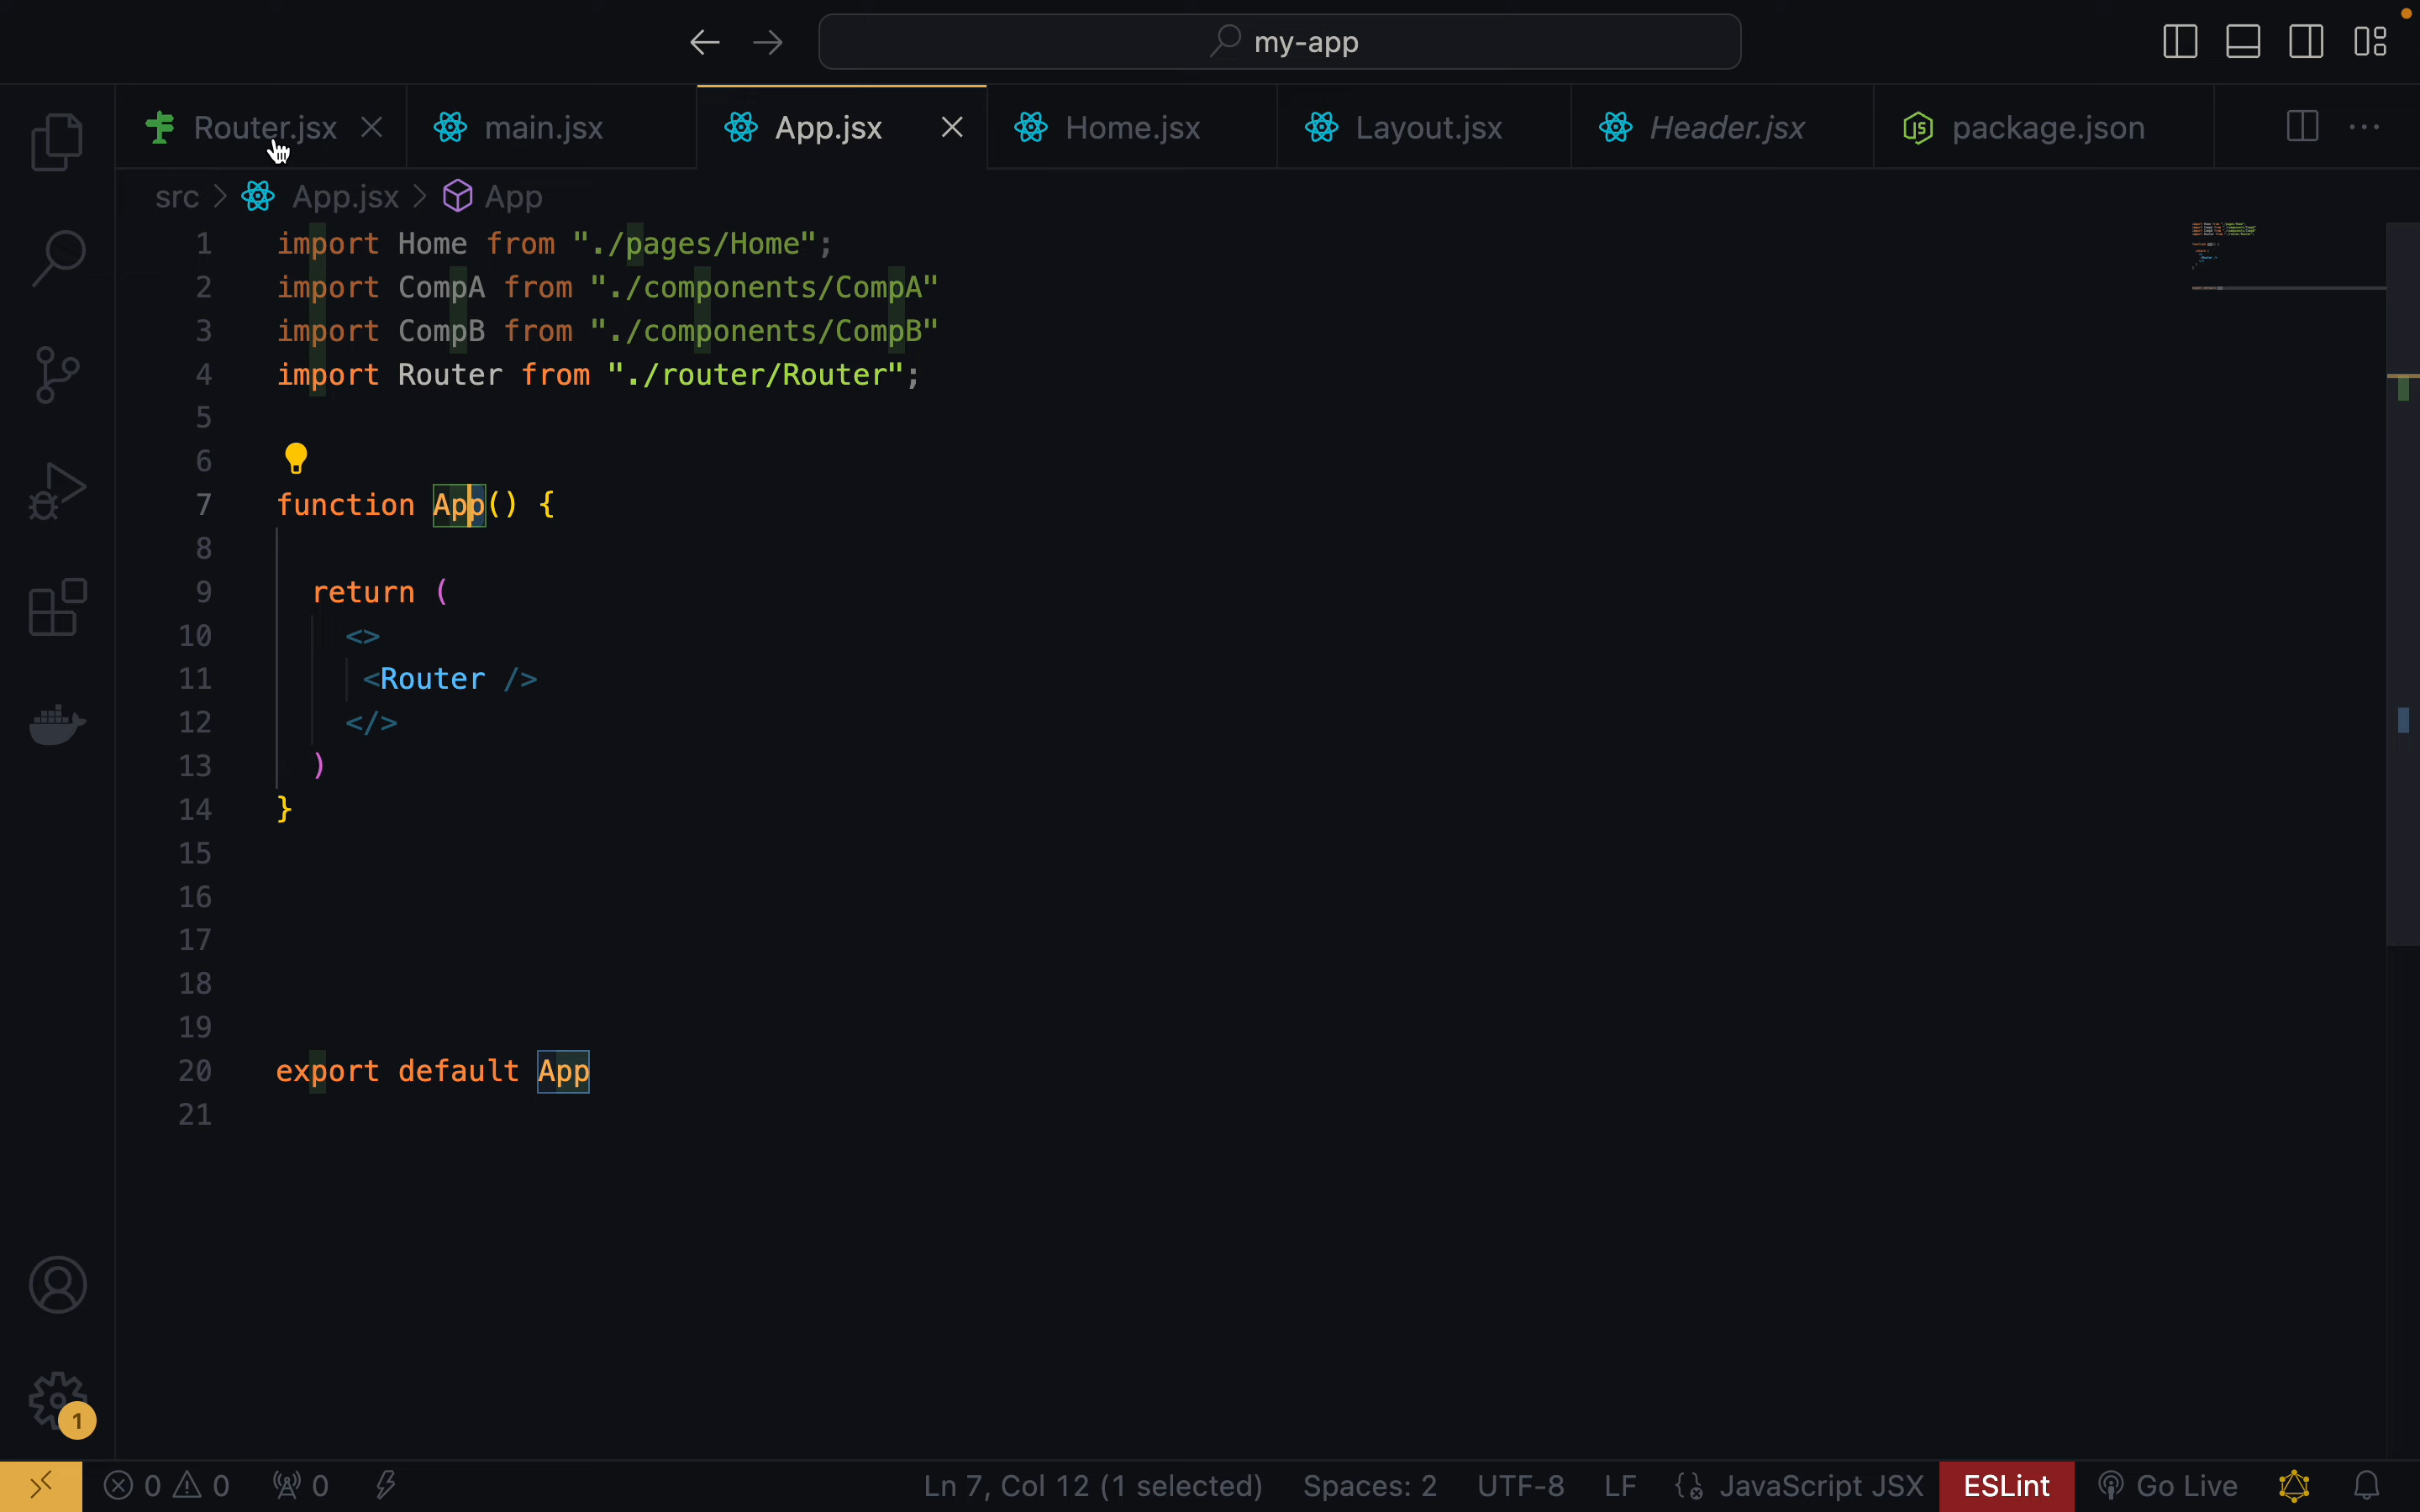 my-app
Router.jsx main.jsx App.jsx Home.jsx Layout.jsx Header.jsx package.json
src > App.jsx > App
1 import Home from "./pages/Home";
2 import CompA from "./components/CompA"
3 import CompB from "./components/CompB"
4 import Router from "./router/Router";
5
6
7 function App() {
8
9 return (
10 <>
11 <Router />
12 </>
13 )
14 }
15
16
17
18
19
20 export default App
21
1
0 0 0 Ln 7, Col 12 (1 selected) Spaces: 2 UTF-8 LF JavaScript JSX ESLint Go Live